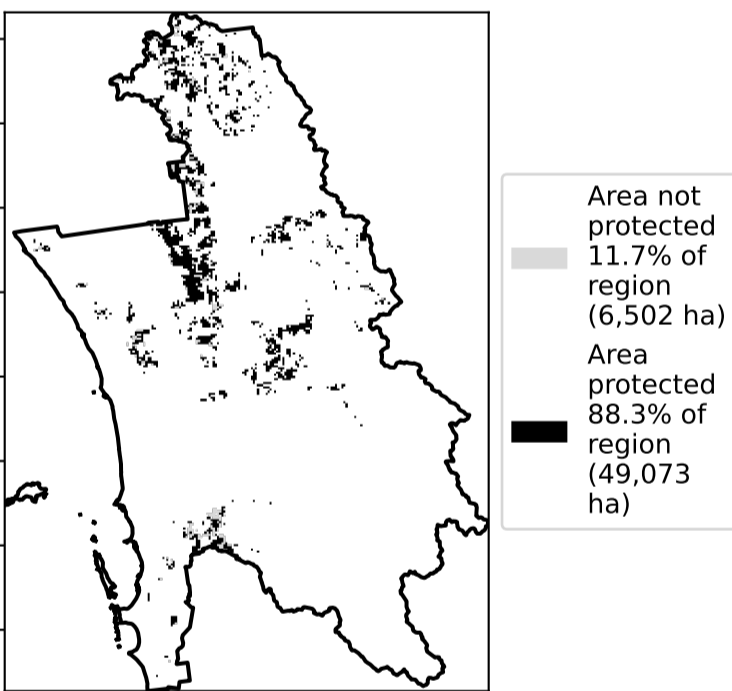 Area not
protected
11.7% of
region
(6,502 ha)
Area
protected
88.3% of
region
(49,073
ha)